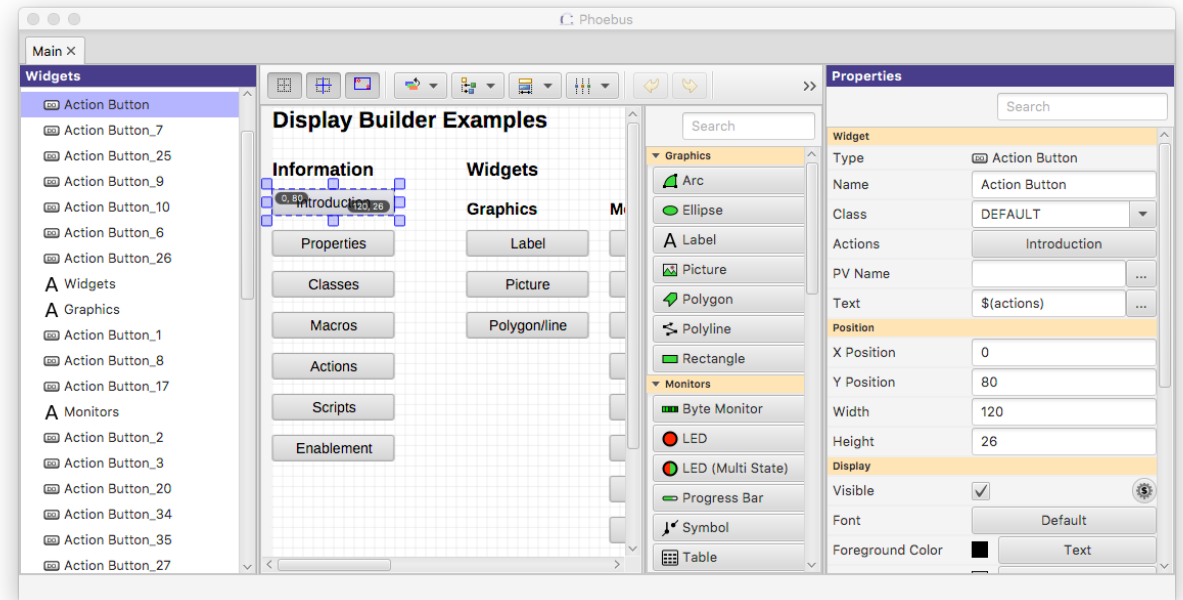 Phoebus
Main ×
Widgets
Action Button
Action Button_7
Action Button_25
Action Button_9
Action Button_10
Action Button_6
Action Button_26
Widgets
Graphics
Action Button_1
Action Button_8
Action Button_17
Monitors
Action Button_2
Action Button_3
Action Button_20
Action Button_34
Action Button_35
Action Button_27
Display Builder Examples
Information
Widgets
0, 80
Introduction
120, 26
Graphics
Mo
Properties
Label
Classes
Picture
Macros
Polygon/line
Actions
Scripts
Enablement
Search
Graphics
Arc
Ellipse
A Label
Picture
Polygon
Polyline
Rectangle
Monitors
Byte Monitor
LED
LED (Multi State)
Progress Bar
Symbol
Table
Properties
Search
Widget
Type
Action Button
Name
Action Button
Class
DEFAULT
Actions
Introduction
PV Name
...
Text
$(actions)
...
Position
X Position
0
Y Position
80
Width
120
Height
26
Display
Visible
Font
Default
Foreground Color
Text